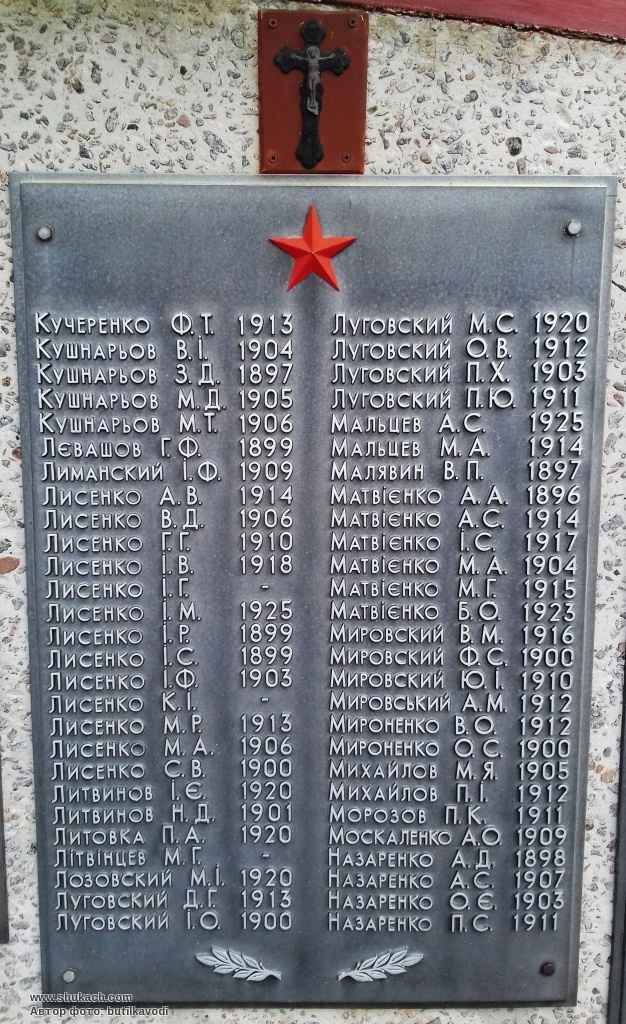 Кучеренко Ф.Т. 1913
Кушнарьов В.І. 1904
Кушнарьов З.Д. 1897
Кушнарьов М.Д. 1905
Кушнарьов М.Т. 1906
Лєвашов Г.Ф. 1899
Лиманский І.Ф. 1909
Лисенко А.В. 1914
Лисенко В.Д. 1906
Лисенко Г.Г. 1910
Лисенко І.В. 1918
Лисенко І.Г. -
Лисенко І.М. 1925
Лисенко І.Р. 1899
Лисенко І.С. 1899
Лисенко І.Ф. 1903
Лисенко К.І. -
Лисенко М.Р. 1913
Лисенко М.А. 1906
Лисенко С.В. 1900
Литвинов І.Є. 1920
Литвинов Н.Д. 1901
Литовка П.А. 1920
Літвінцев М.Г. -
Лозовский М.І. 1920
Луговский Д.Г. 1913
Луговский І.О. 1900
Луговский М.С. 1920
Луговский О.В. 1912
Луговский П.Х. 1903
Луговский П.Ю. 1911
Мальцев А.С. 1925
Мальцев М.А. 1914
Малявин В.П. 1897
Матвієнко А.А. 1896
Матвієнко А.С. 1914
Матвієнко І.С. 1917
Матвієнко М.А. 1904
Матвієнко М.Г. 1915
Матвієнко Б.О. 1923
Мировский В.М. 1916
Мировский Ф.С. 1900
Мировский Ю.І. 1910
Мировський А.М. 1912
Мироненко В.О. 1912
Мироненко О.С. 1900
Михайлов М.Я. 1905
Михайлов П.І. 1912
Морозов П.К. 1911
Москаленко А.О. 1909
Назаренко А.Д. 1898
Назаренко А.С. 1907
Назаренко О.Є. 1903
Назаренко П.С. 1911
www.shukach.com
Автор фото: butilkavodi